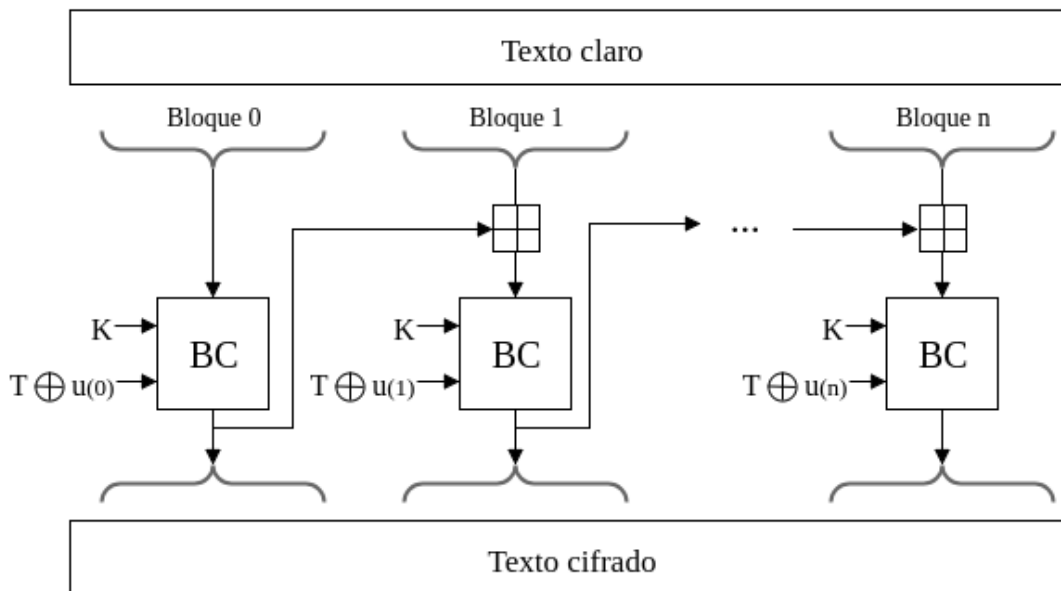 Texto claro
Bloque 0 Bloque 1 Bloque n
...
K BC K BC K BC
T ⊕ u(0) T ⊕ u(1) T ⊕ u(n)
Texto cifrado